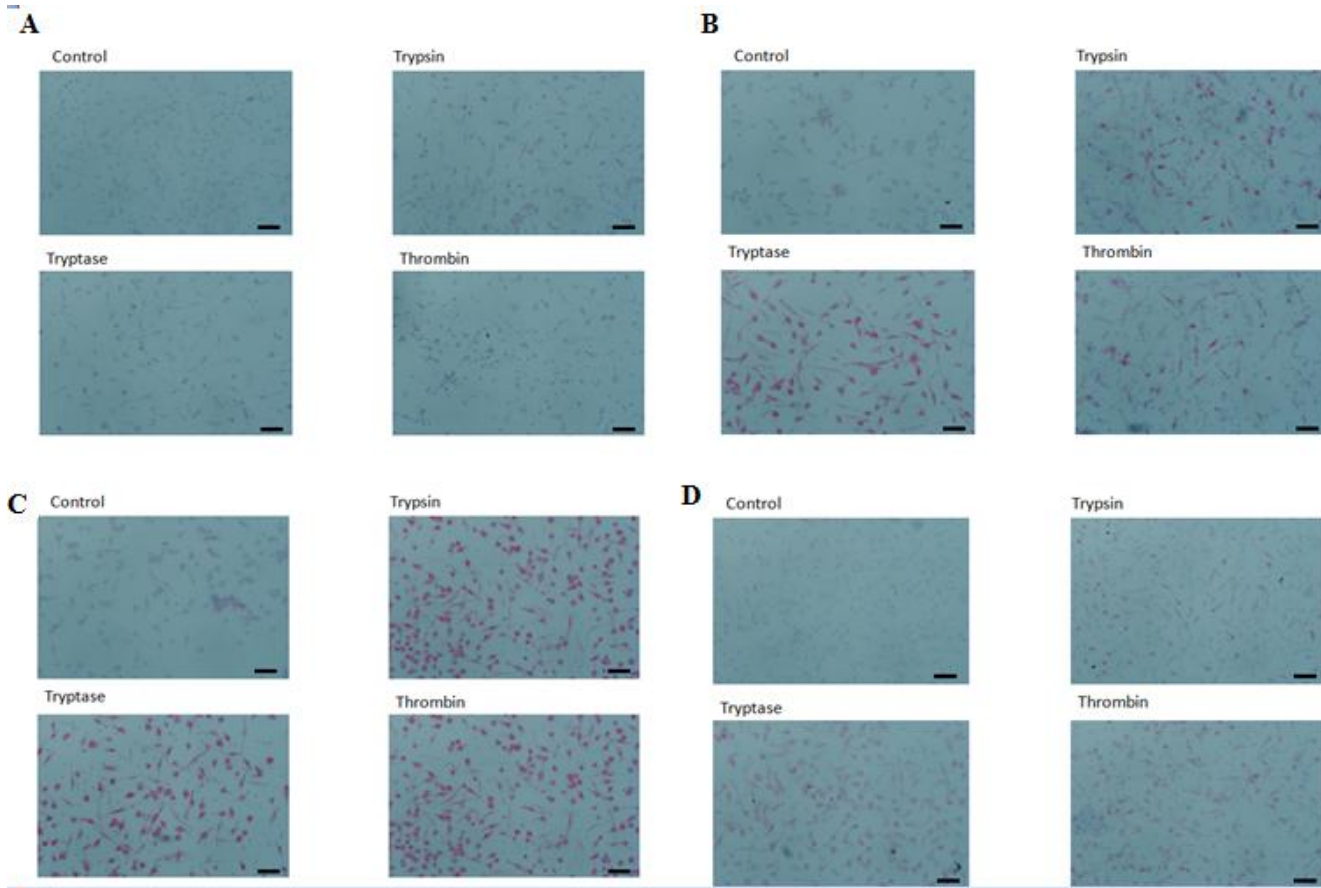 A
Control
Trypsin
Tryptase
Thrombin
B
Control
Trypsin
Tryptase
Thrombin
C
Control
Trypsin
Tryptase
Thrombin
D
Control
Trypsin
Tryptase
Thrombin